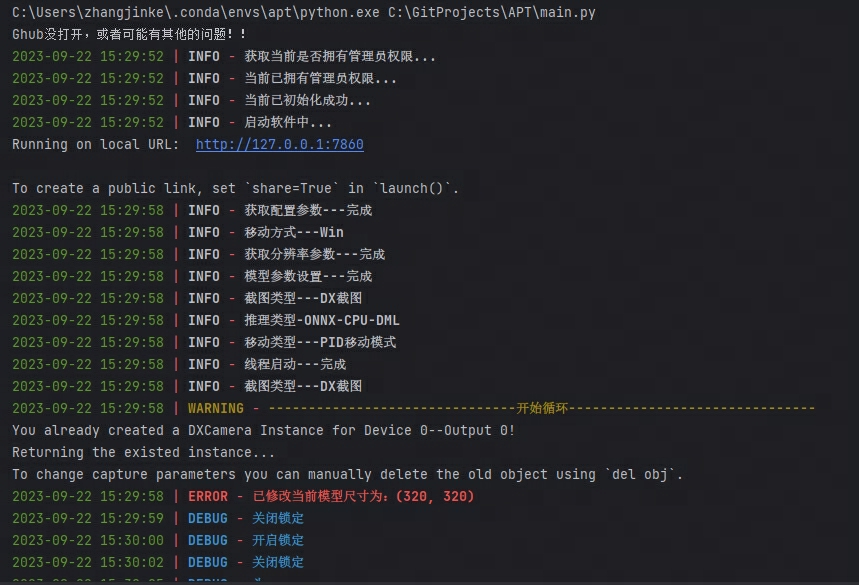 C:\Users\zhangjinke\.conda\envs\apt\python.exe C:\GitProjects\APT\main.py
Ghub没打开，或者可能有其他的问题！！
2023-09-22 15:29:52 | INFO - 获取当前是否拥有管理员权限...
2023-09-22 15:29:52 | INFO - 当前已拥有管理员权限...
2023-09-22 15:29:52 | INFO - 当前已初始化成功...
2023-09-22 15:29:52 | INFO - 启动软件中...
Running on local URL:  http://127.0.0.1:7860
To create a public link, set `share=True` in `launch()`.
2023-09-22 15:29:58 | INFO - 获取配置参数---完成
2023-09-22 15:29:58 | INFO - 移动方式---Win
2023-09-22 15:29:58 | INFO - 获取分辨率参数---完成
2023-09-22 15:29:58 | INFO - 模型参数设置---完成
2023-09-22 15:29:58 | INFO - 截图类型---DX截图
2023-09-22 15:29:58 | INFO - 推理类型-ONNX-CPU-DML
2023-09-22 15:29:58 | INFO - 移动类型---PID移动模式
2023-09-22 15:29:58 | INFO - 线程启动---完成
2023-09-22 15:29:58 | INFO - 截图类型---DX截图
2023-09-22 15:29:58 | WARNING - -------------------------------开始循环-------------------------------
You already created a DXCamera Instance for Device 0--Output 0!
Returning the existed instance...
To change capture parameters you can manually delete the old object using `del obj`.
2023-09-22 15:29:58 | ERROR - 已修改当前模型尺寸为：(320, 320)
2023-09-22 15:29:59 | DEBUG - 关闭锁定
2023-09-22 15:30:00 | DEBUG - 开启锁定
2023-09-22 15:30:02 | DEBUG - 关闭锁定